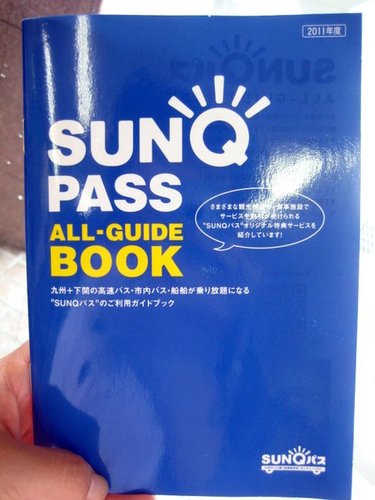 2011年度
SUNQ
PASS
ALL-GUIDE
BOOK
さまざまな観光施設や食事施設で
サービスや割引が受けられる
"SUNQパス"オリジナル特典サービスを
紹介しています!
九州+下関の高速バス・市内バス・船舶が乗り放題になる
"SUNQパス"のご利用ガイドブック
SUNQパス